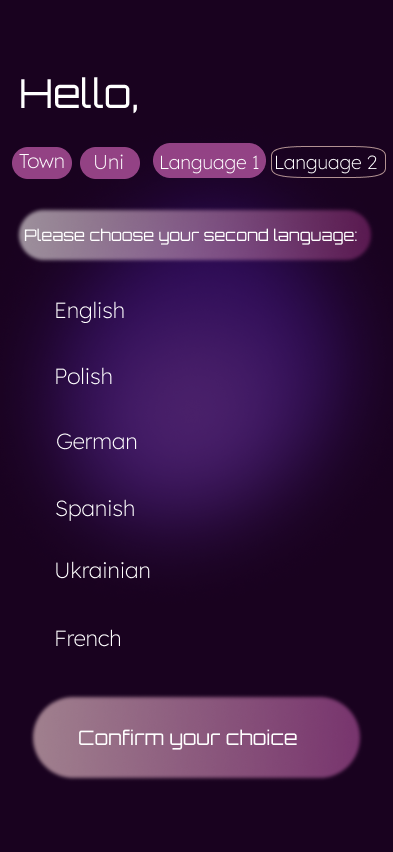 Hello,
Town Uni Language 1 Language 2
Please choose your second language:
English
Polish
German
Spanish
Ukrainian
French
Confirm your choice